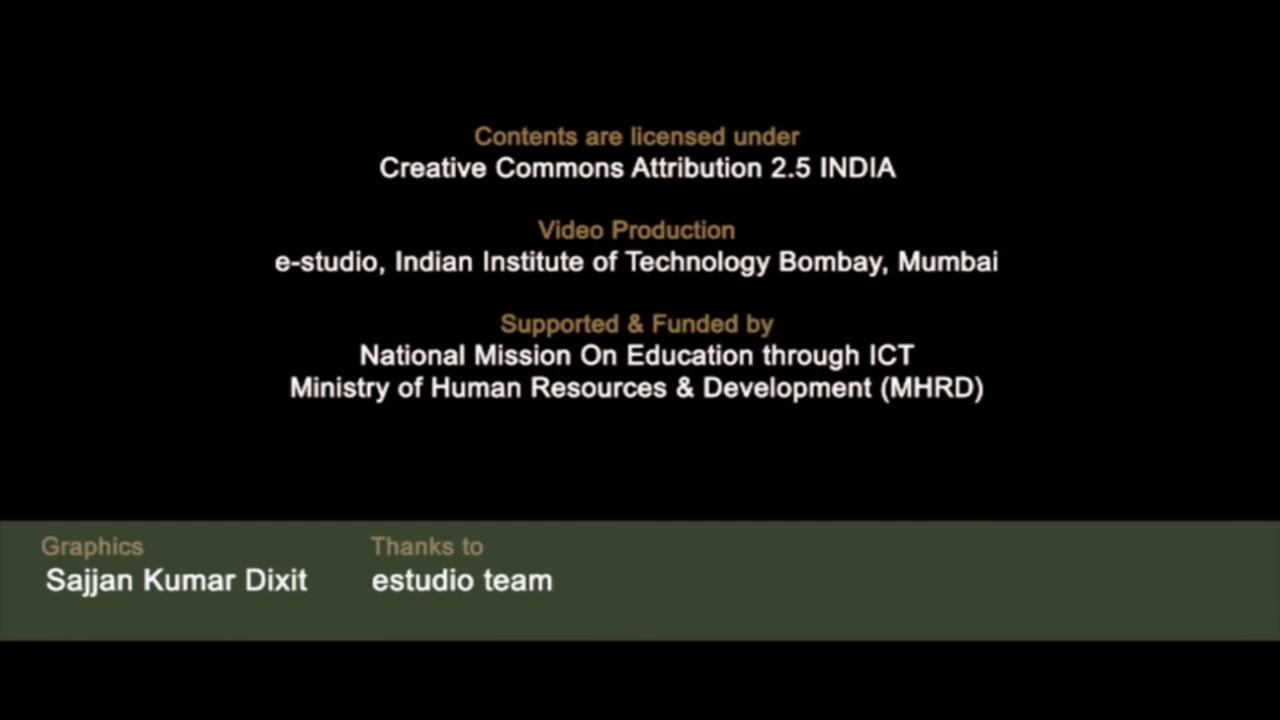 Contents are licensed under
Creative Commons Attribution 2.5 INDIA
Video Production
e-studio, Indian Institute of Technology Bombay, Mumbai
Supported & Funded by
National Mission On Education through ICT
Ministry of Human Resources & Development (MHRD)
Graphics
Sajjan Kumar Dixit
Thanks to
estudio team